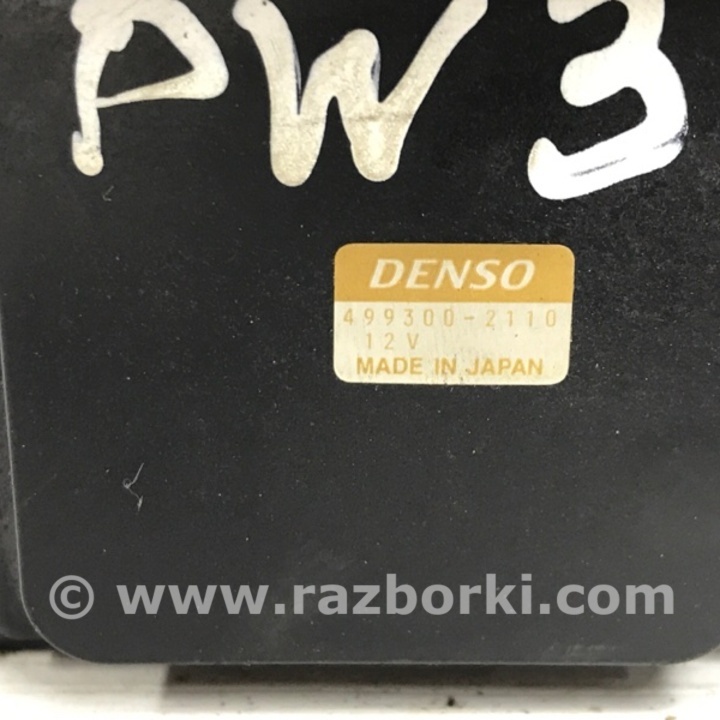 PW3
DENSO
499300-2110
12V
MADE IN JAPAN
© www.razborki.com